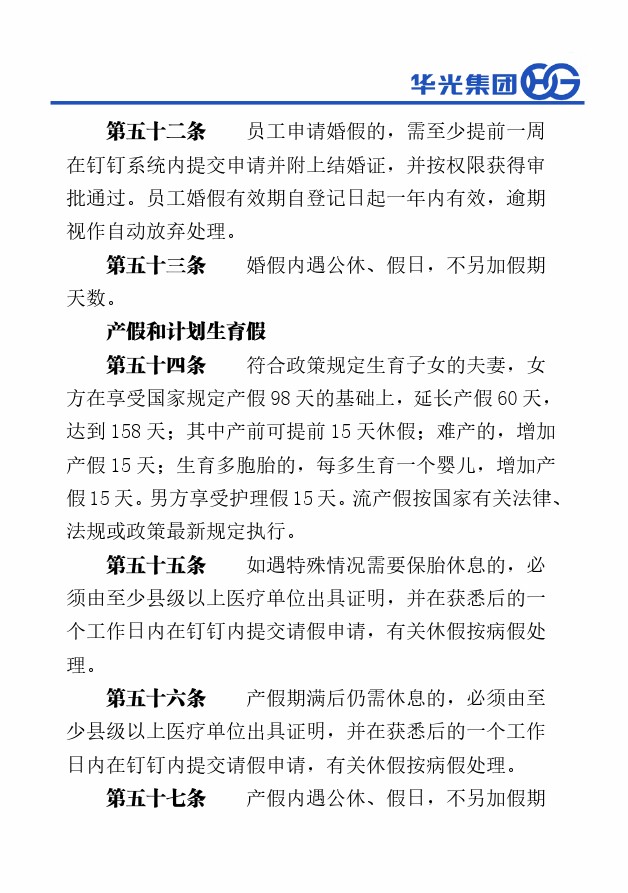 华光集团
第五十二条 员工申请婚假的，需至少提前一周
在钉钉系统内提交申请并附上结婚证，并按权限获得审
批通过。员工婚假有效期自登记日起一年内有效，逾期
视作自动放弃处理。
第五十三条 婚假内遇公休、假日，不另加假期
天数。
产假和计划生育假
第五十四条 符合政策规定生育子女的夫妻，女
方在享受国家规定产假98天的基础上，延长产假60天，
达到158天；其中产前可提前15天休假；难产的，增加
产假15天；生育多胞胎的，每多生育一个婴儿，增加产
假15天。男方享受护理假15天。流产假按国家有关法律、
法规或政策最新规定执行。
第五十五条 如遇特殊情况需要保胎休息的，必
须由至少县级以上医疗单位出具证明，并在获悉后的一
个工作日内在钉钉内提交请假申请，有关休假按病假处
理。
第五十六条 产假期满后仍需休息的，必须由至
少县级以上医疗单位出具证明，并在获悉后的一个工作
日内在钉钉内提交请假申请，有关休假按病假处理。
第五十七条 产假内遇公休、假日，不另加假期